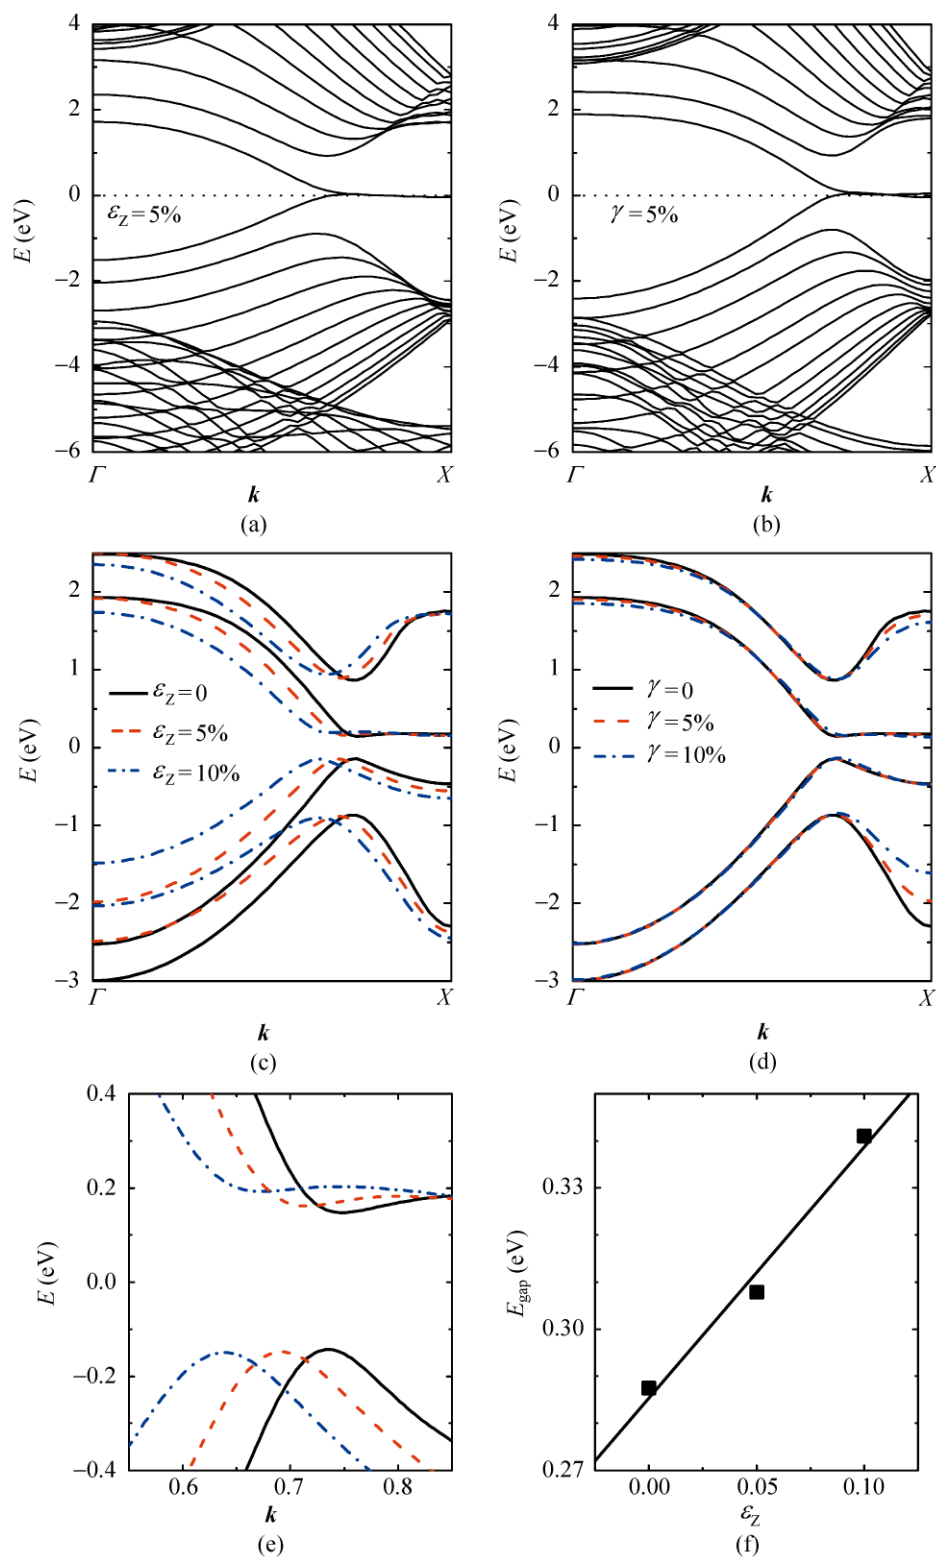 4
2
0
−2
−4
−6
E (eV)
εZ = 5%
Γ
X
k
(a)
4
2
0
−2
−4
−6
E (eV)
γ = 5%
Γ
X
k
(b)
2
1
0
−1
−2
−3
E (eV)
εZ = 0
εZ = 5%
εZ = 10%
Γ
X
k
(c)
2
1
0
−1
−2
−3
E (eV)
γ = 0
γ = 5%
γ = 10%
Γ
X
k
(d)
0.4
0.2
0.0
−0.2
−0.4
E (eV)
0.6 0.7 0.8
k
(e)
0.33
0.30
0.27
Egap (eV)
0.00 0.05 0.10
εZ
(f)